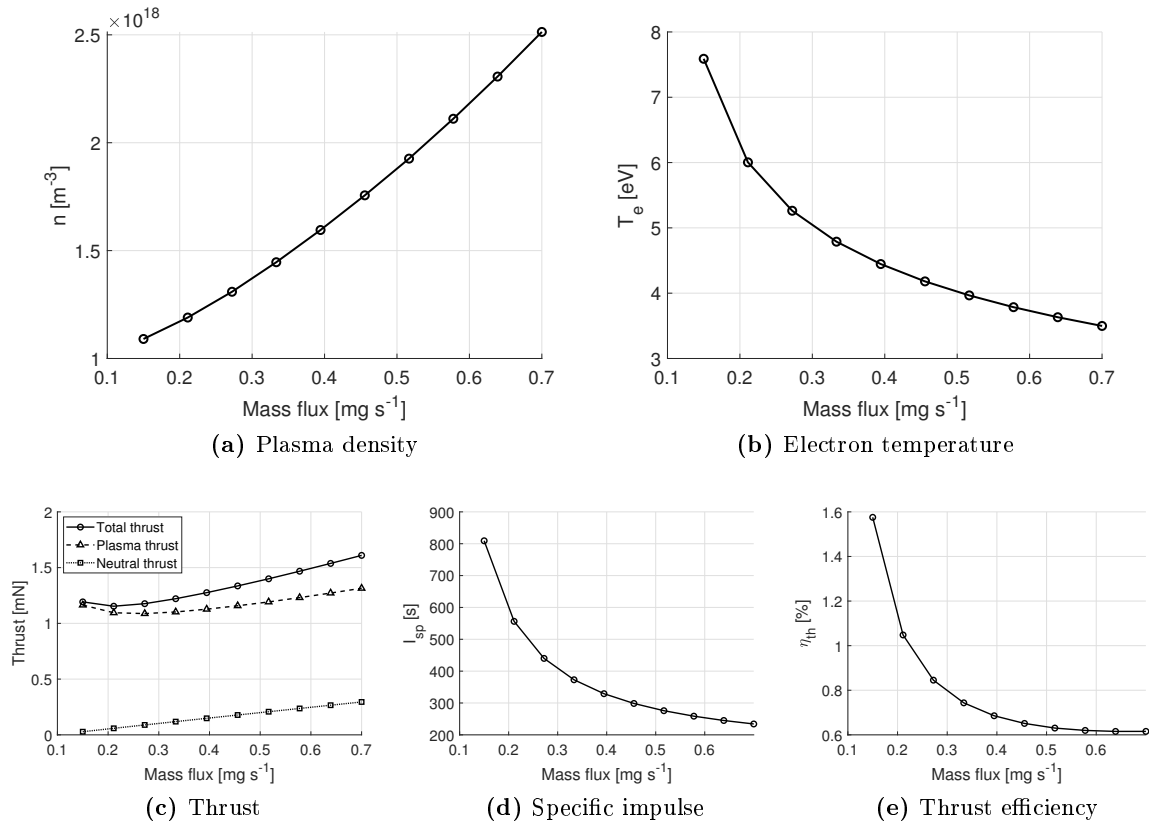 ×10^18
2.5
2
1.5
1
n [m^-3]
0.1 0.2 0.3 0.4 0.5 0.6 0.7
Mass flux [mg s^-1]
(a) Plasma density
8
7
6
5
4
3
T_e [eV]
0.1 0.2 0.3 0.4 0.5 0.6 0.7
Mass flux [mg s^-1]
(b) Electron temperature
2
1.5
1
0.5
0
Thrust [mN]
Total thrust
Plasma thrust
Neutral thrust
0.1 0.2 0.3 0.4 0.5 0.6 0.7
Mass flux [mg s^-1]
(c) Thrust
900
800
700
600
500
400
300
200
I_sp [s]
0.1 0.2 0.3 0.4 0.5 0.6
Mass flux [mg s^-1]
(d) Specific impulse
1.6
1.4
1.2
1
0.8
0.6
η_th [%]
0.1 0.2 0.3 0.4 0.5 0.6
Mass flux [mg s^-1]
(e) Thrust efficiency